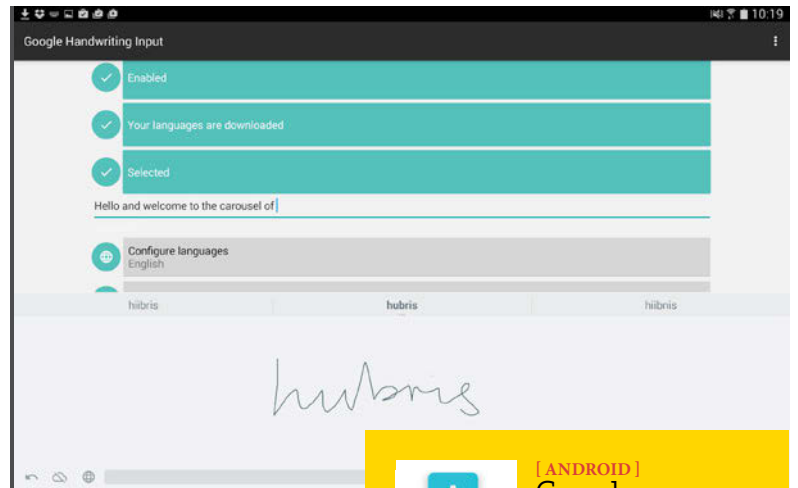 10:19
Google Handwriting Input
Enabled
Your languages are downloaded
Selected
Hello and welcome to the carousel of
Configure languages
English
hiibris hubris hiibnis
hubris
[ANDROID]